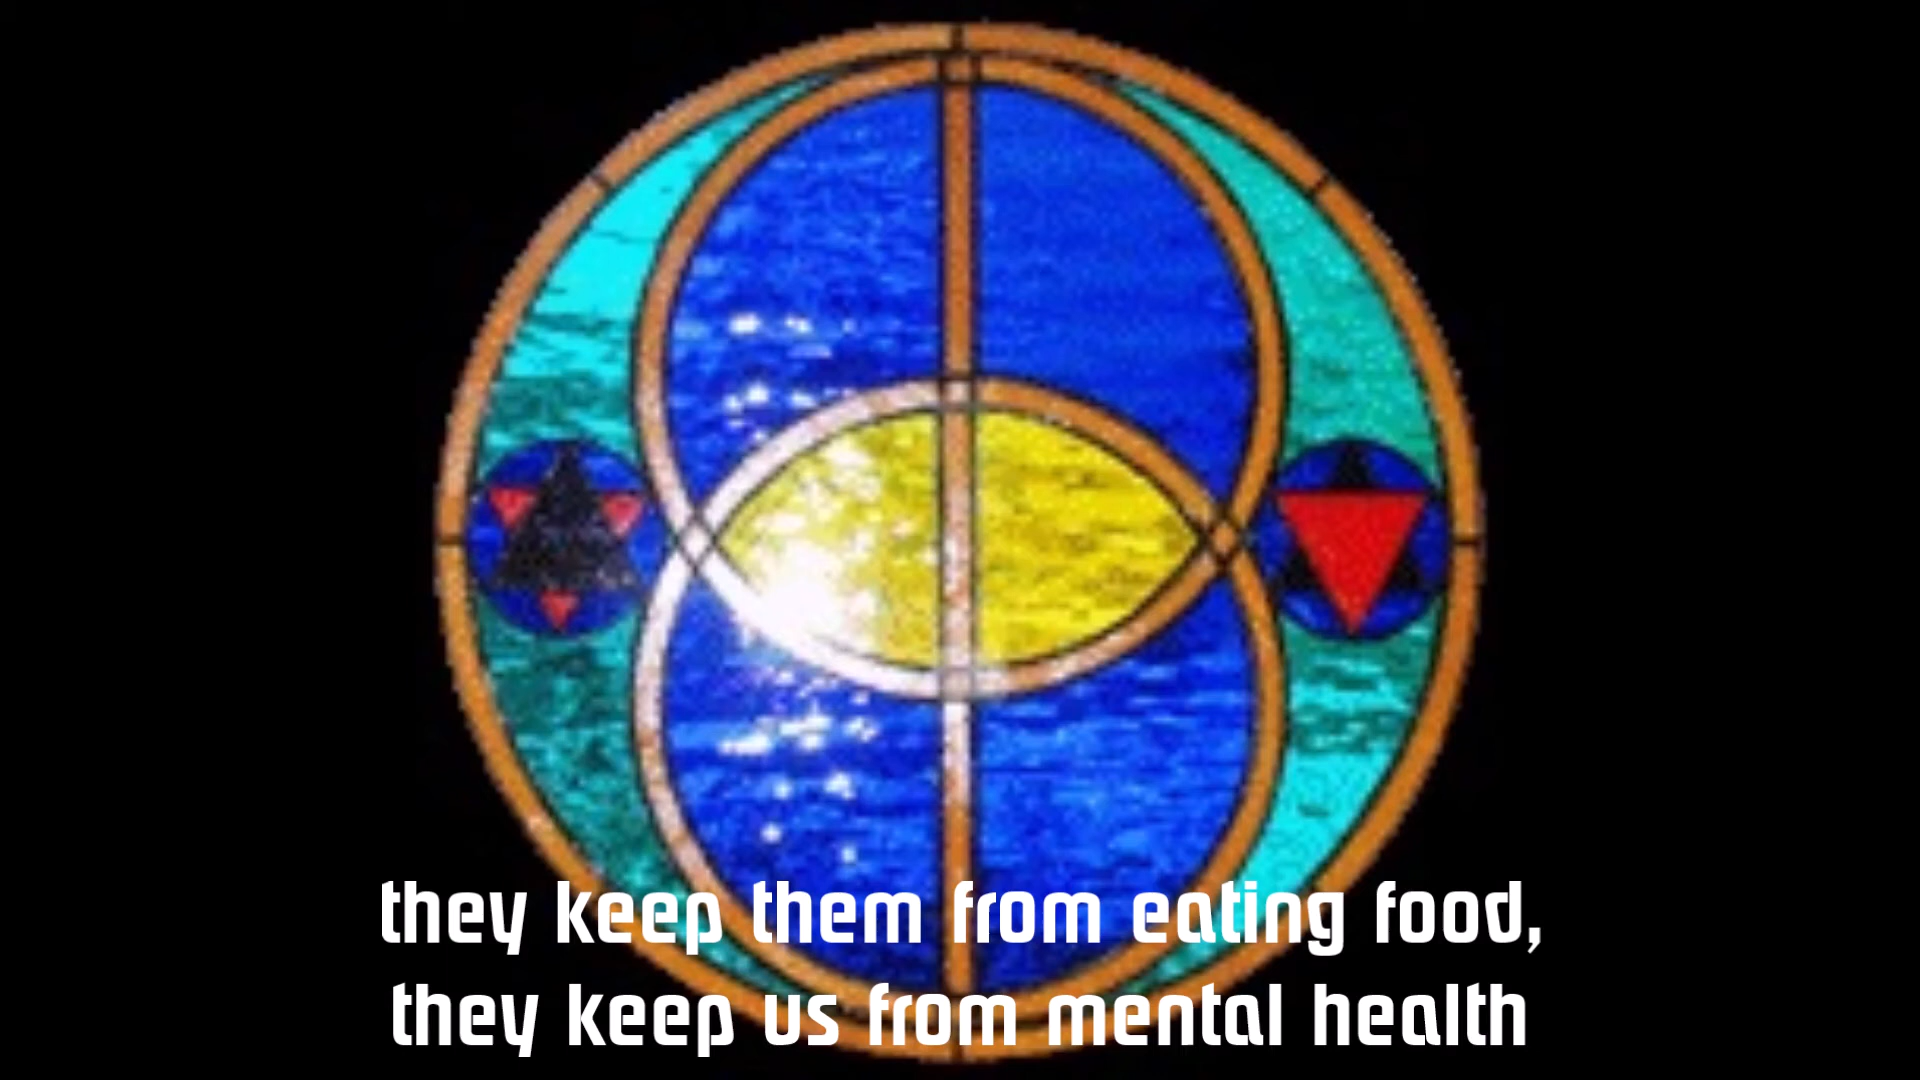 they keep them from eating food,
they keep us from mental health